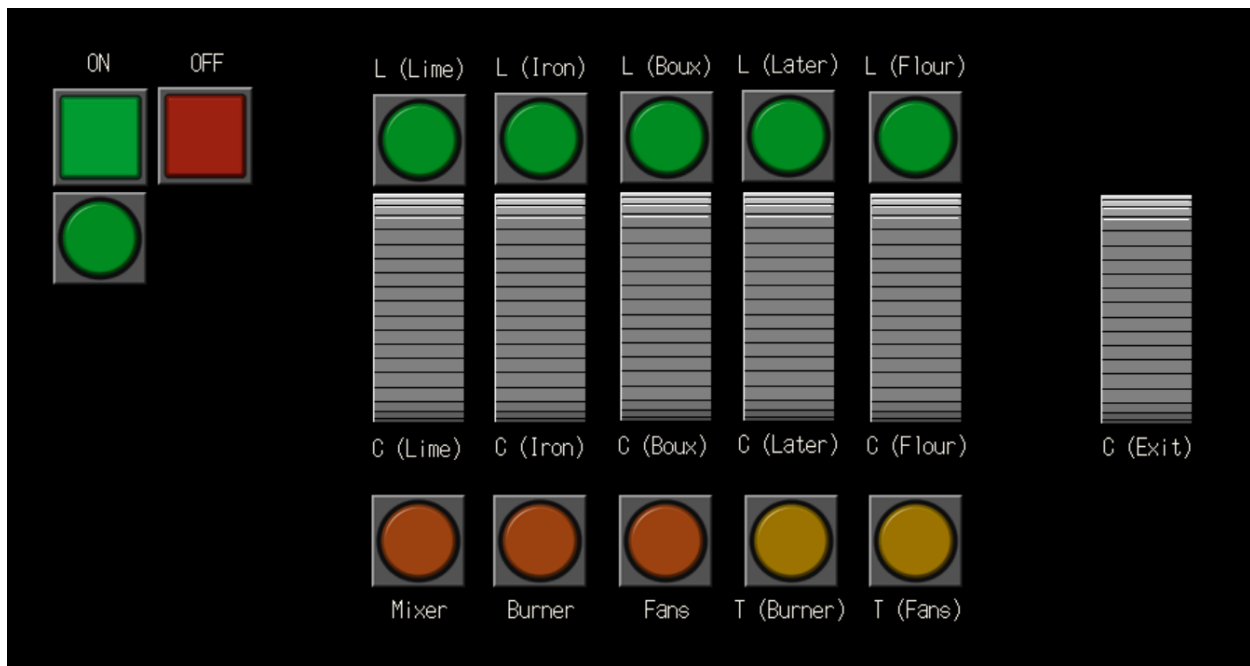 ON OFF
L (Lime) L (Iron) L (Boux) L (Later) L (Flour)
C (Lime) C (Iron) C (Boux) C (Later) C (Flour) C (Exit)
Mixer Burner Fans T (Burner) T (Fans)